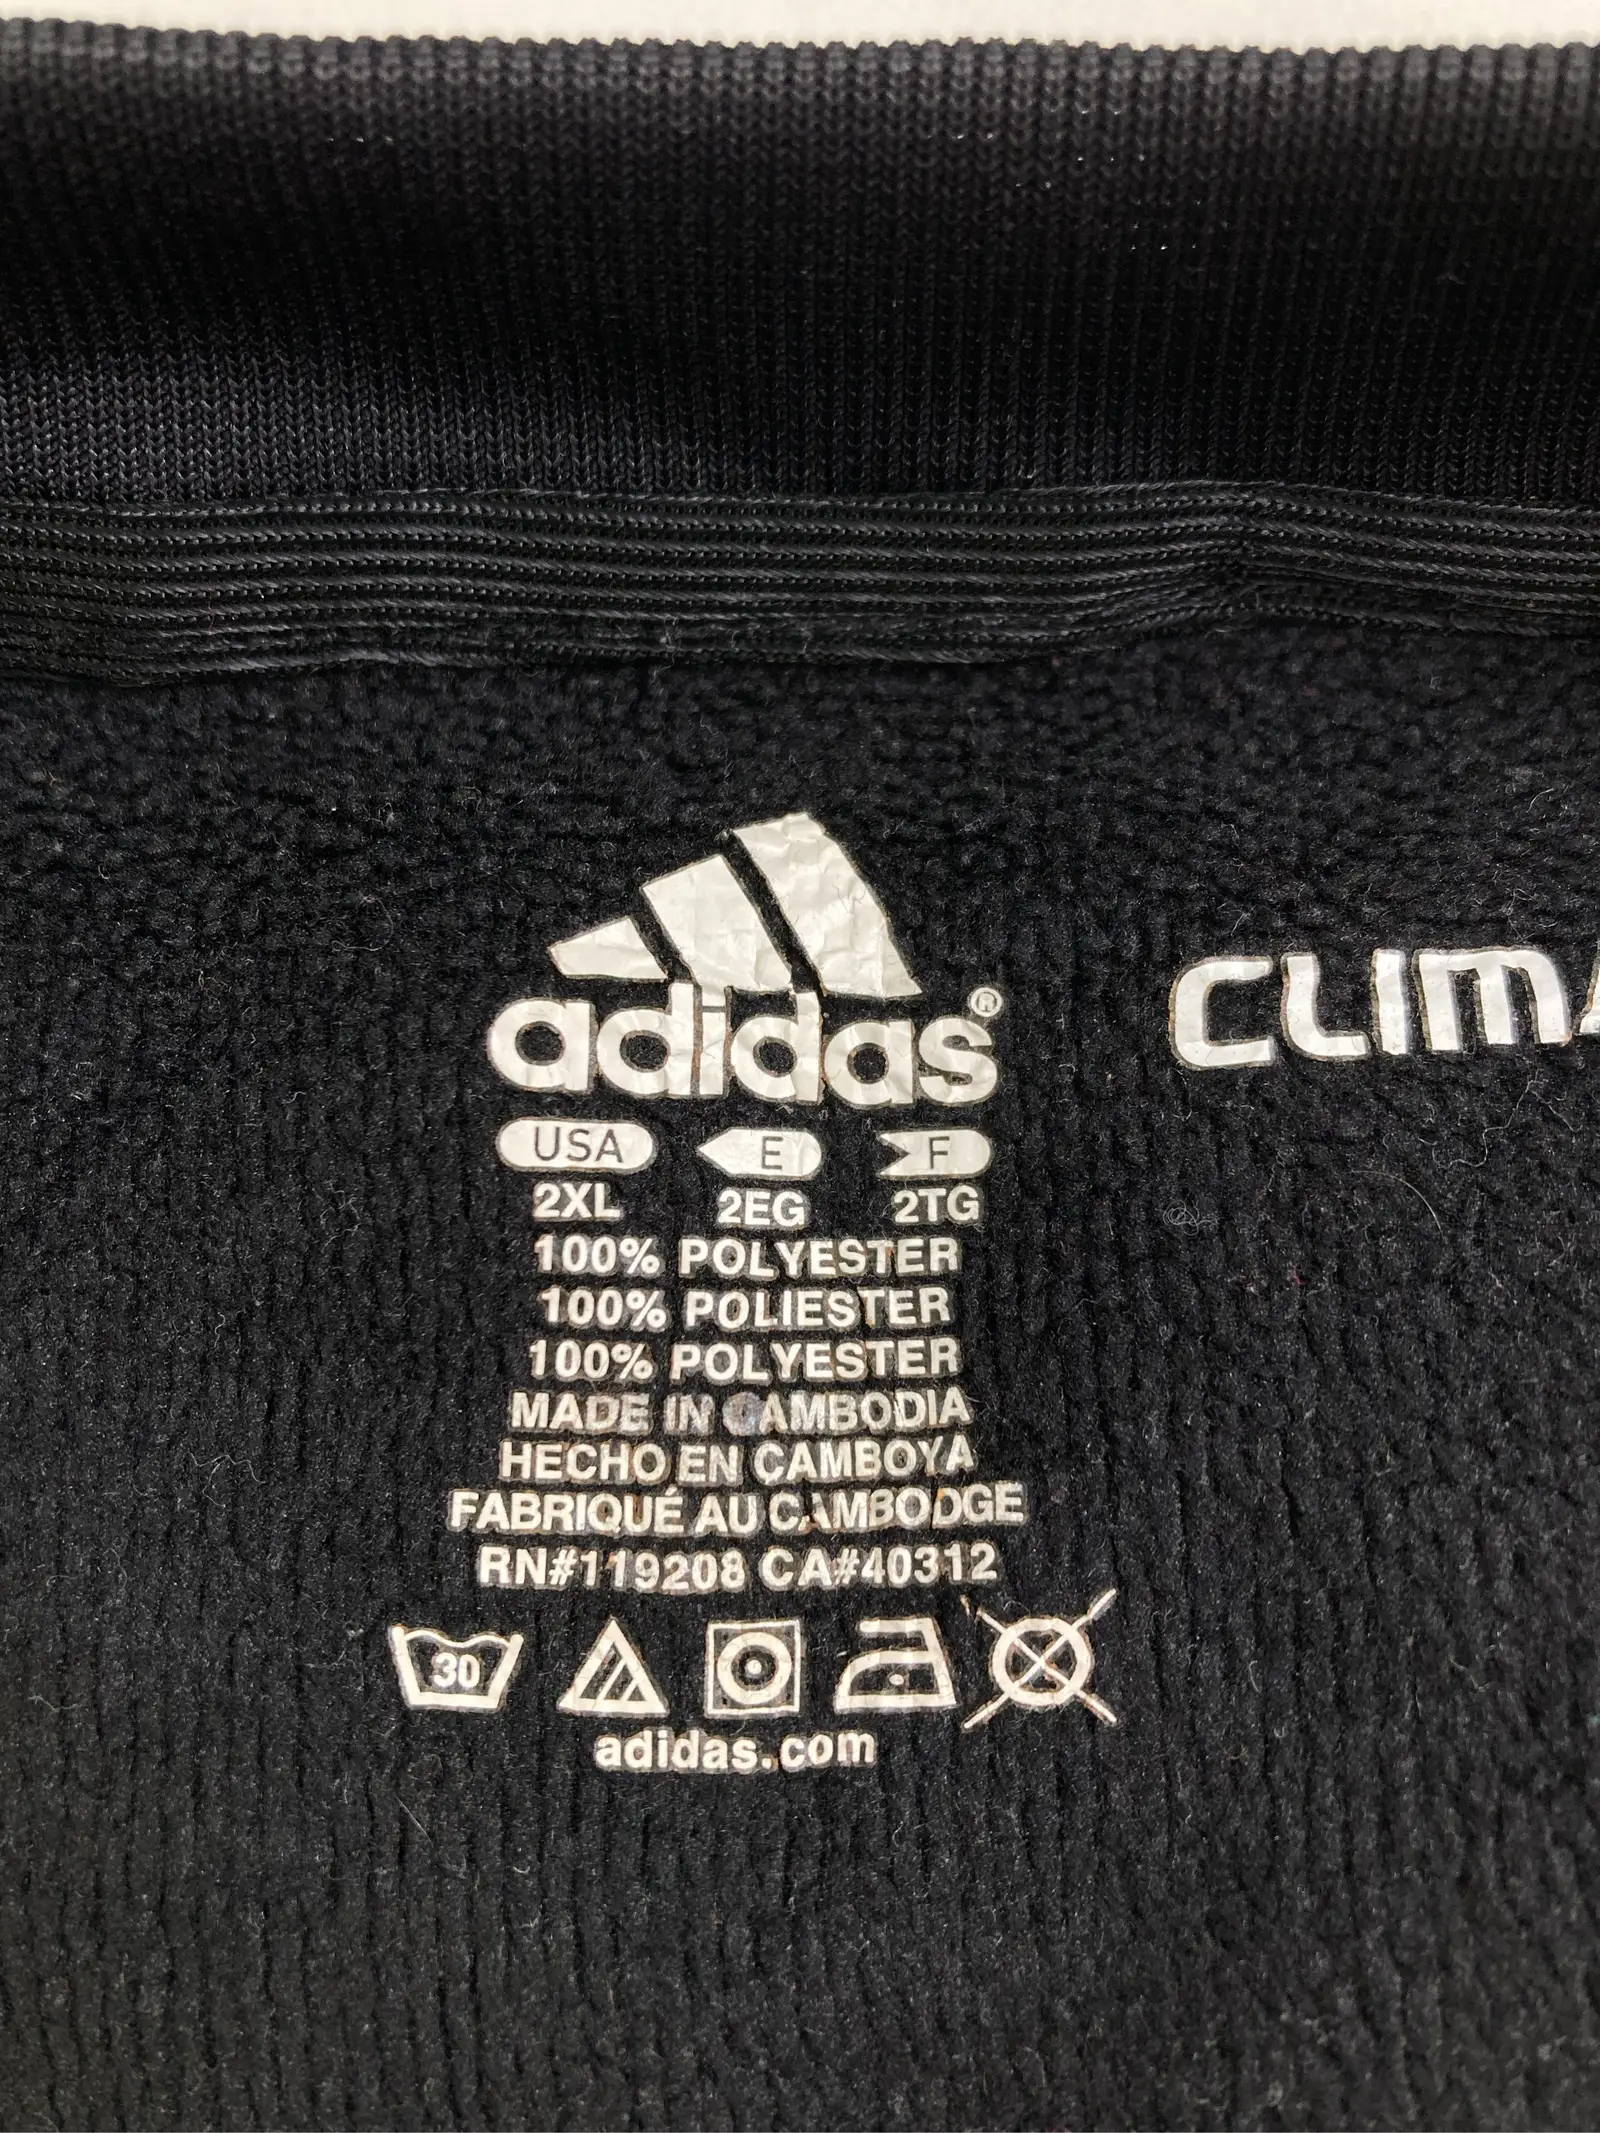 adidas®
CLIMA
USA E F
2XL 2EG 2TG
100% POLYESTER
100% POLIESTER
100% POLYESTER
MADE IN CAMBODIA
HECHO EN CAMBOYA
FABRIQUÉ AU CAMBODGE
RN#119208 CA#40312
30
adidas.com